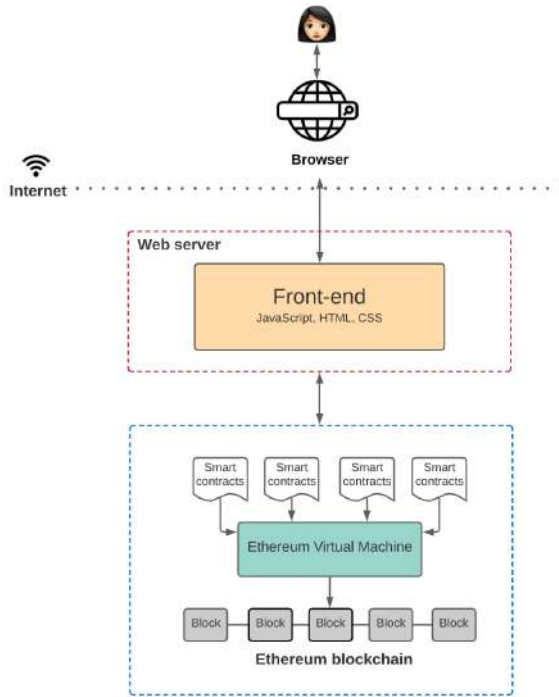 Browser
Internet
Web server
Front-end
JavaScript, HTML, CSS
Smart contracts
Smart contracts
Smart contracts
Smart contracts
Ethereum Virtual Machine
Block
Block
Block
Block
Block
Ethereum blockchain